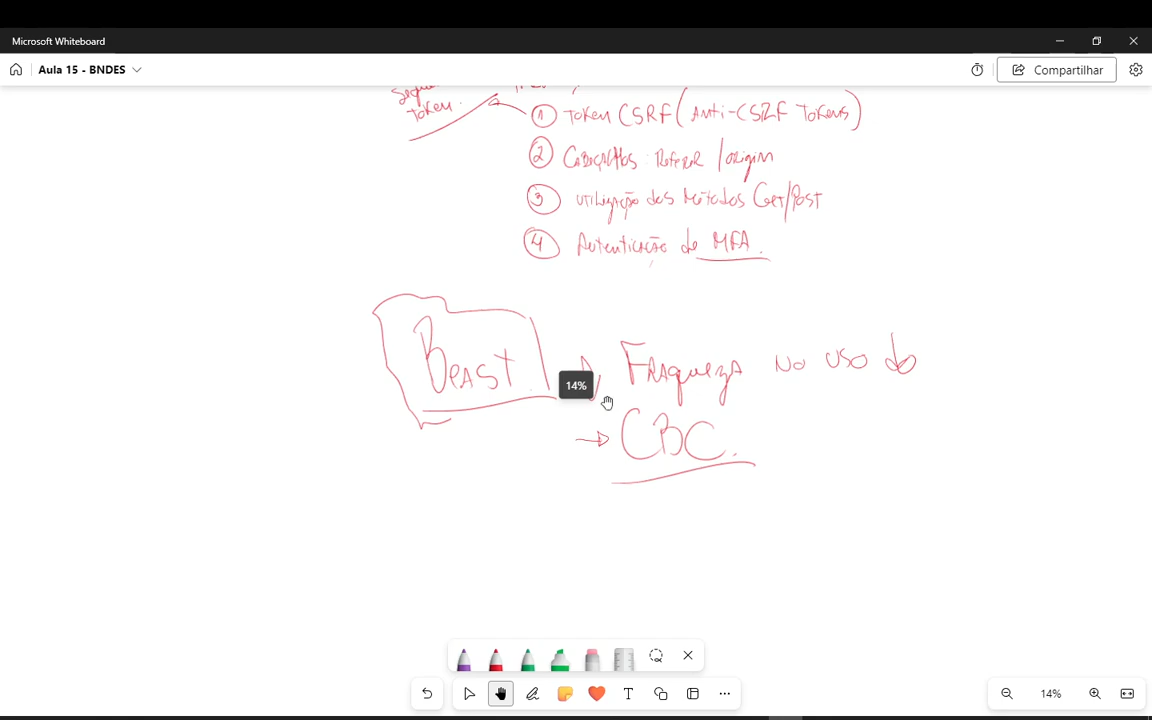 Microsoft Whiteboard
Aula 15 - BNDES
Compartilhar
Token.
1 Token CSRF (Anti-CSRF Tokens)
2 Cabeçalhos: Referer / origin
3 Utilização dos Métodos Get/Post
4 Autenticação de MFA.
Beast
Fraqueza no uso do
14%
→ CBC.
14%